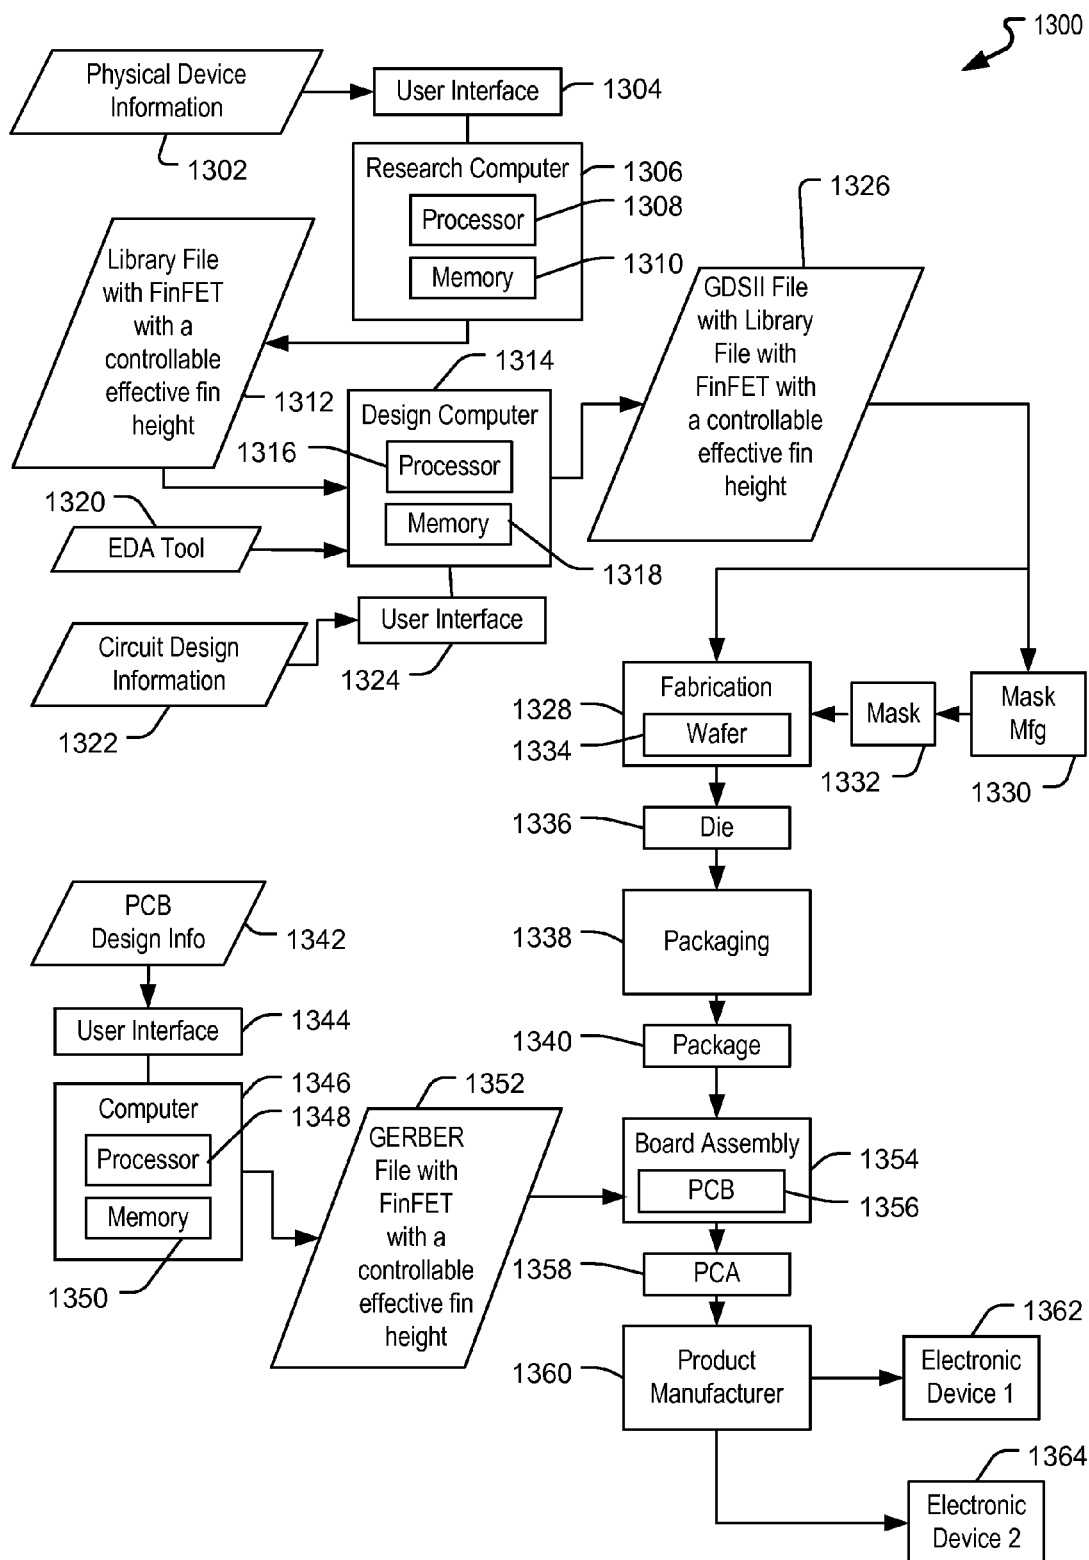 1300
Physical Device
Information
1302
User Interface
1304
Research Computer
1306
Processor
1308
Memory
1310
Library File
with FinFET
with a
controllable
effective fin
height
1312
1314
Design Computer
1316
Processor
Memory
1318
1320
EDA Tool
Circuit Design
Information
1322
User Interface
1324
1326
GDSII File
with Library
File with
FinFET with
a controllable
effective fin
height
Fabrication
1328
1334
Wafer
Mask
1332
Mask
Mfg
1330
1336
Die
1338
Packaging
1340
Package
PCB
Design Info
1342
User Interface
1344
1346
Computer
1348
Processor
Memory
1350
1352
GERBER
File with
FinFET
with a
controllable
effective fin
height
Board Assembly
1354
PCB
1356
1358
PCA
1360
Product
Manufacturer
1362
Electronic
Device 1
1364
Electronic
Device 2